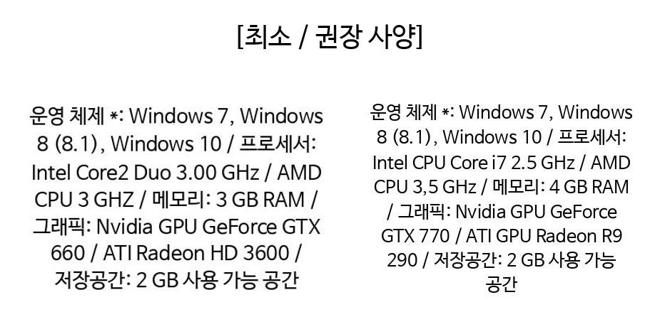 [최소 / 권장 사양]
운영 체제 *: Windows 7, Windows
8 (8.1), Windows 10 / 프로세서:
Intel Core2 Duo 3.00 GHz / AMD
CPU 3 GHZ / 메모리: 3 GB RAM /
그래픽: Nvidia GPU GeForce GTX
660 / ATI Radeon HD 3600 /
저장공간: 2 GB 사용 가능 공간
운영 체제 *: Windows 7, Windows
8 (8.1), Windows 10 / 프로세서:
Intel CPU Core i7 2.5 GHz / AMD
CPU 3,5 GHz / 메모리: 4 GB RAM
/ 그래픽: Nvidia GPU GeForce
GTX 770 / ATI GPU Radeon R9
290 / 저장공간: 2 GB 사용 가능
공간